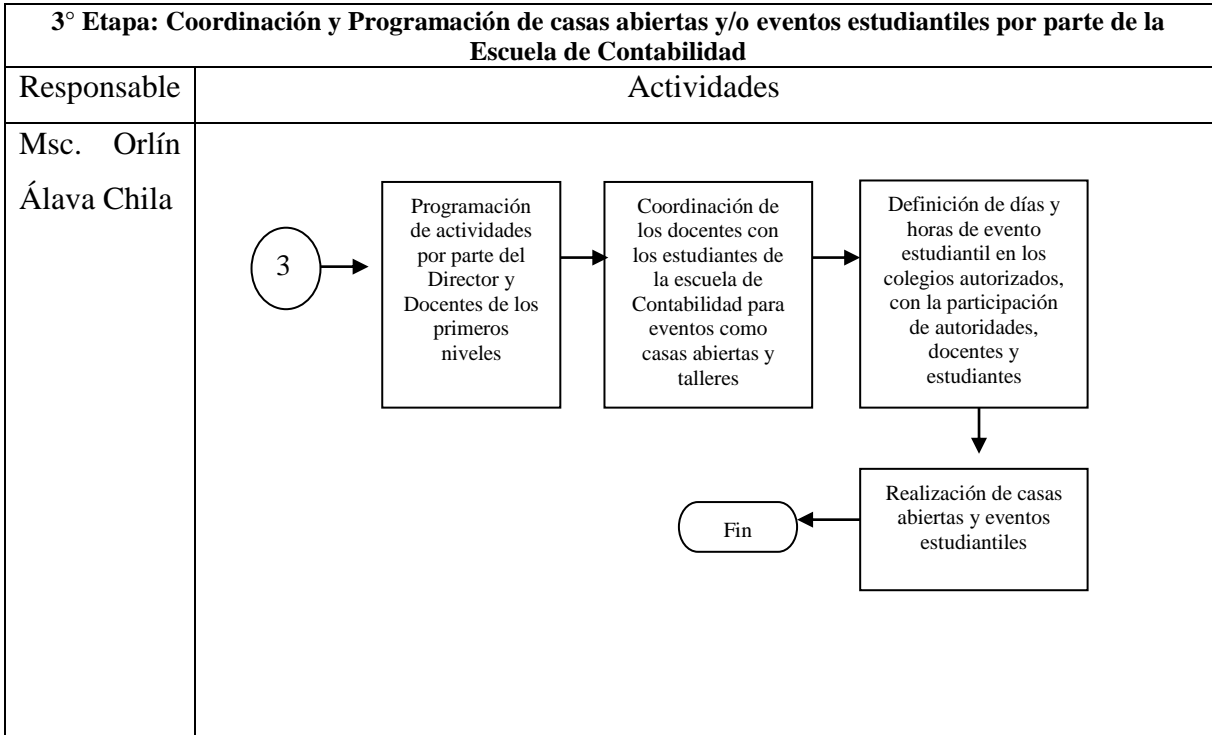 3° Etapa: Coordinación y Programación de casas abiertas y/o eventos estudiantiles por parte de la
Escuela de Contabilidad
Responsable
Actividades
Msc. Orlín
Álava Chila
3
Programación
de actividades
por parte del
Director y
Docentes de los
primeros
niveles
Coordinación de
los docentes con
los estudiantes de
la escuela de
Contabilidad para
eventos como
casas abiertas y
talleres
Definición de días y
horas de evento
estudiantil en los
colegios autorizados,
con la participación
de autoridades,
docentes y
estudiantes
Realización de casas
abiertas y eventos
estudiantiles
Fin